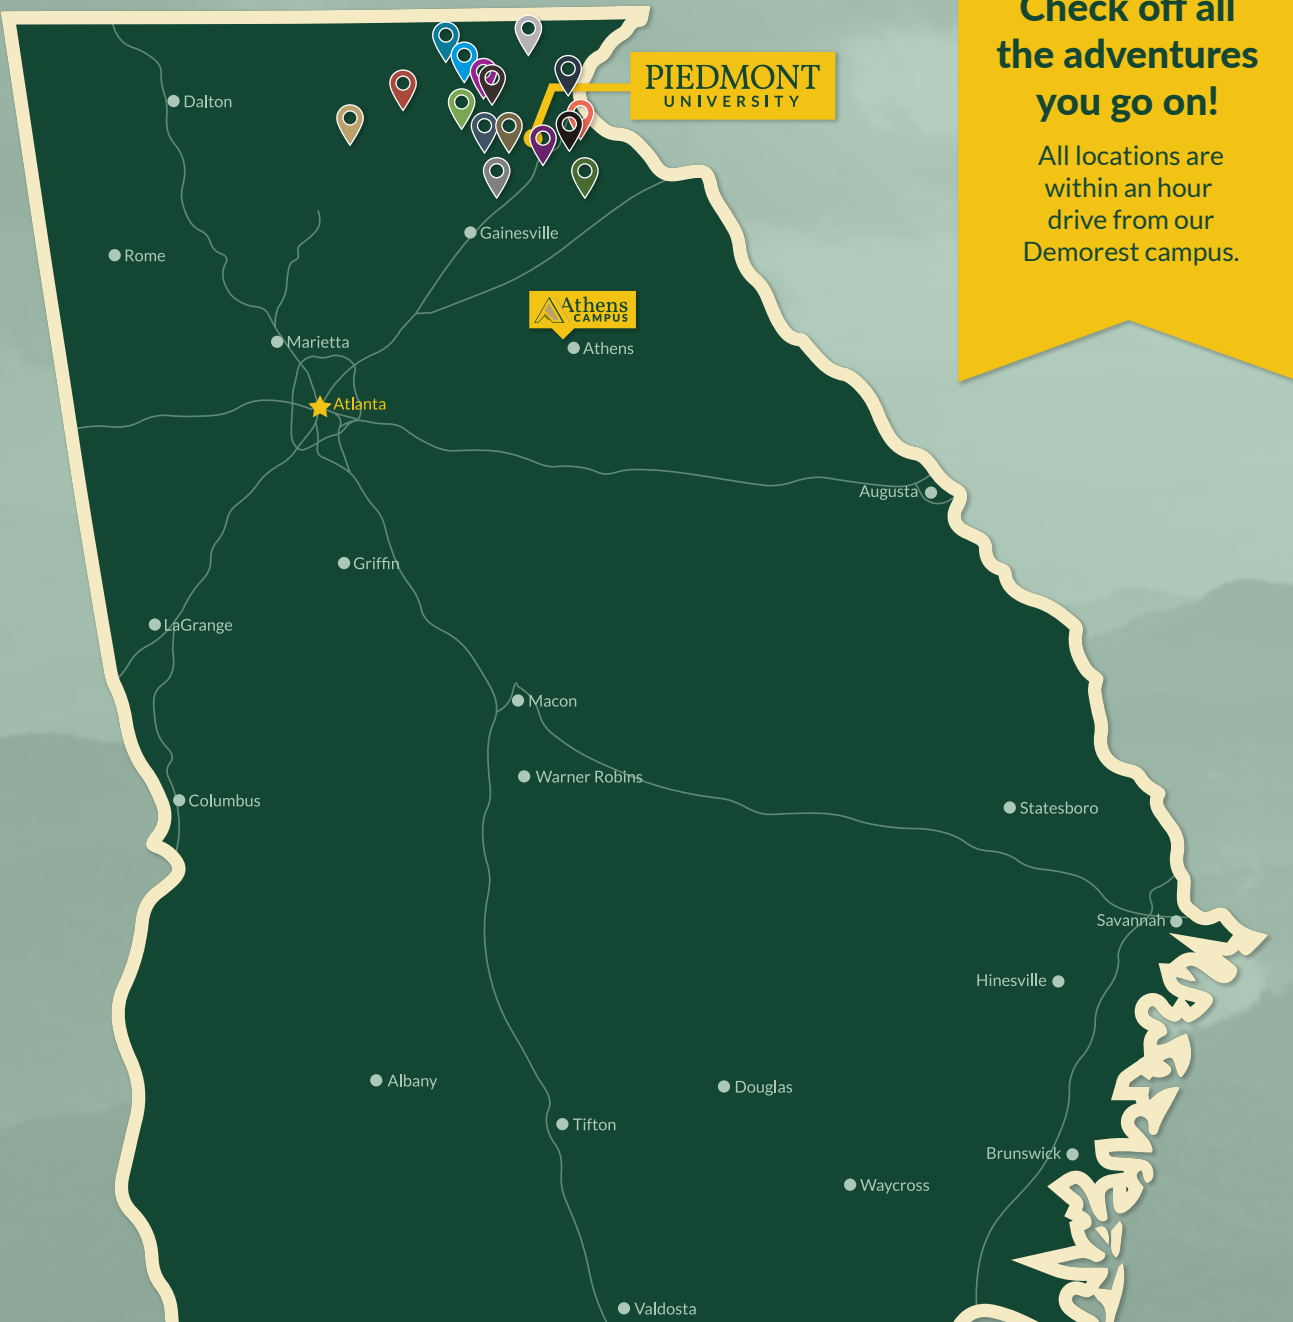 Check off all
the adventures
you go on!
All locations are
within an hour
drive from our
Demorest campus.
PIEDMONT
UNIVERSITY
Dalton
Gainesville
Rome
Athens
CAMPUS
Marietta
Athens
Atlanta
Augusta
Griffin
LaGrange
Macon
Warner Robins
Columbus
Statesboro
Savannah
Hinesville
Albany
Douglas
Tifton
Brunswick
Waycross
Valdosta